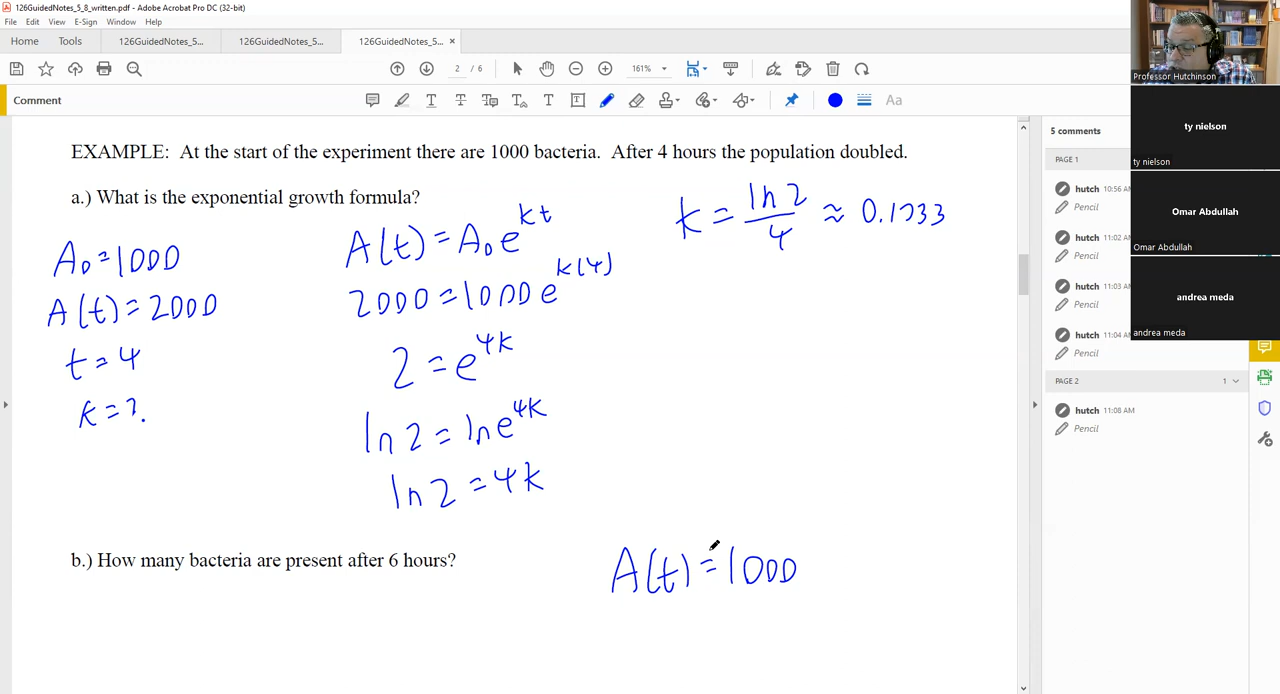 126GuidedNotes_5_8_written.pdf - Adobe Acrobat Pro DC (32-bit)
File Edit View E-Sign Window Help
Home Tools 126GuidedNotes_5... 126GuidedNotes_5... 126GuidedNotes_5... ×
2 / 6 161%
Comment Aa
EXAMPLE: At the start of the experiment there are 1000 bacteria. After 4 hours the population doubled.
a.) What is the exponential growth formula?
A₀ = 1000
A(t) = 2000
t = 4
k = ?.
A(t) = A₀e^kt
2000 = 1000e^k(4)
2 = e^4k
ln 2 = ln e^4k
ln 2 = 4k
k = ln 2 / 4 ≈ 0.1733
b.) How many bacteria are present after 6 hours?
A(t) = 1000
5 comments
PAGE 1
hutch 10:56 AM
Pencil
hutch 11:02 AM
Pencil
hutch 11:03 AM
Pencil
hutch 11:04 AM
Pencil
PAGE 2 1
hutch 11:08 AM
Pencil
Professor Hutchinson
ty nielson
ty nielson
Omar Abdullah
Omar Abdullah
andrea meda
andrea meda